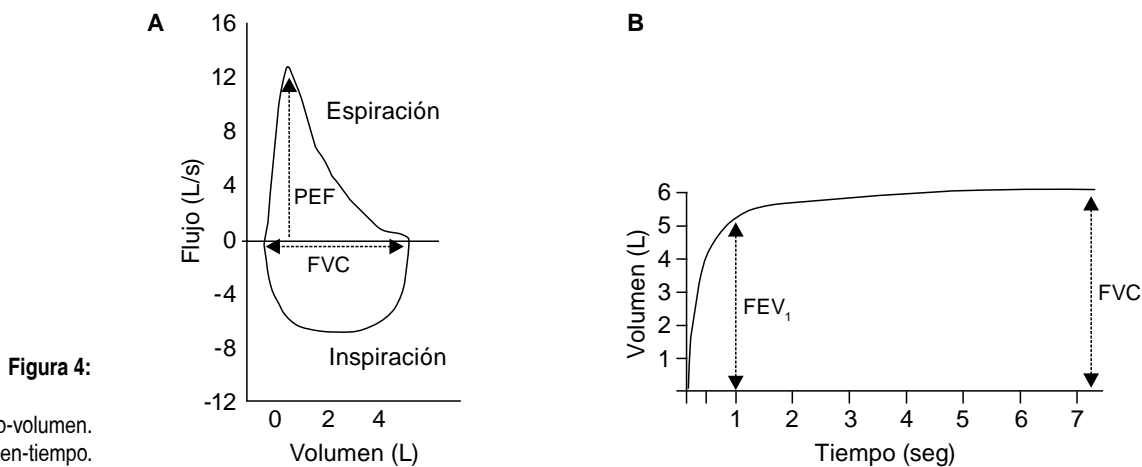 Figura 4:
o-volumen.
en-tiempo.
A
16
12
8
4
0
-4
-8
-12
Flujo (L/s)
Espiración
PEF
FVC
Inspiración
0 2 4
Volumen (L)
B
6
5
4
3
2
1
Volumen (L)
FEV1
FVC
1 2 3 4 5 6 7
Tiempo (seg)